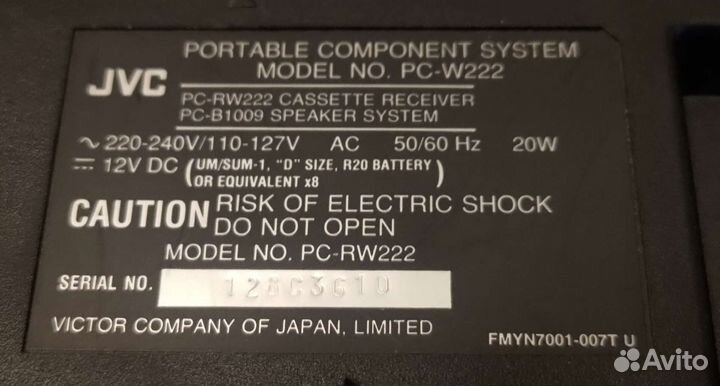 JVC
PORTABLE COMPONENT SYSTEM
MODEL NO. PC-W222
PC-RW222 CASSETTE RECEIVER
PC-B1009 SPEAKER SYSTEM
∿ 220-240V/110-127V AC 50/60 Hz 20W
⎓ 12V DC (UM/SUM-1, "D" SIZE, R20 BATTERY
OR EQUIVALENT x8)
CAUTION RISK OF ELECTRIC SHOCK
DO NOT OPEN
MODEL NO. PC-RW222
SERIAL NO.
VICTOR COMPANY OF JAPAN, LIMITED
FMYN7001-007T U
Avito